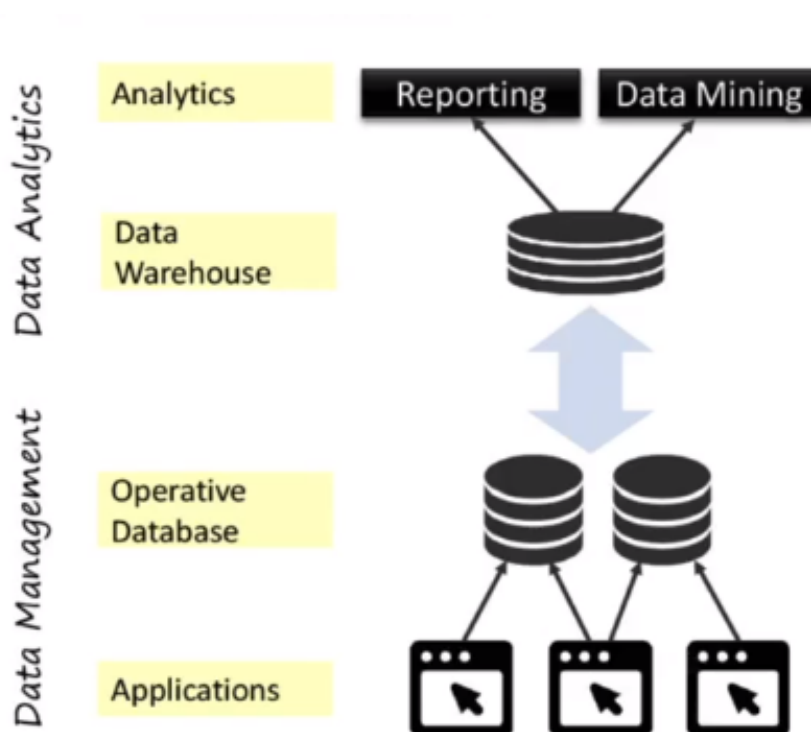 Data Analytics
Analytics
Reporting
Data Mining
Data
Warehouse
Data Management
Operative
Database
Applications